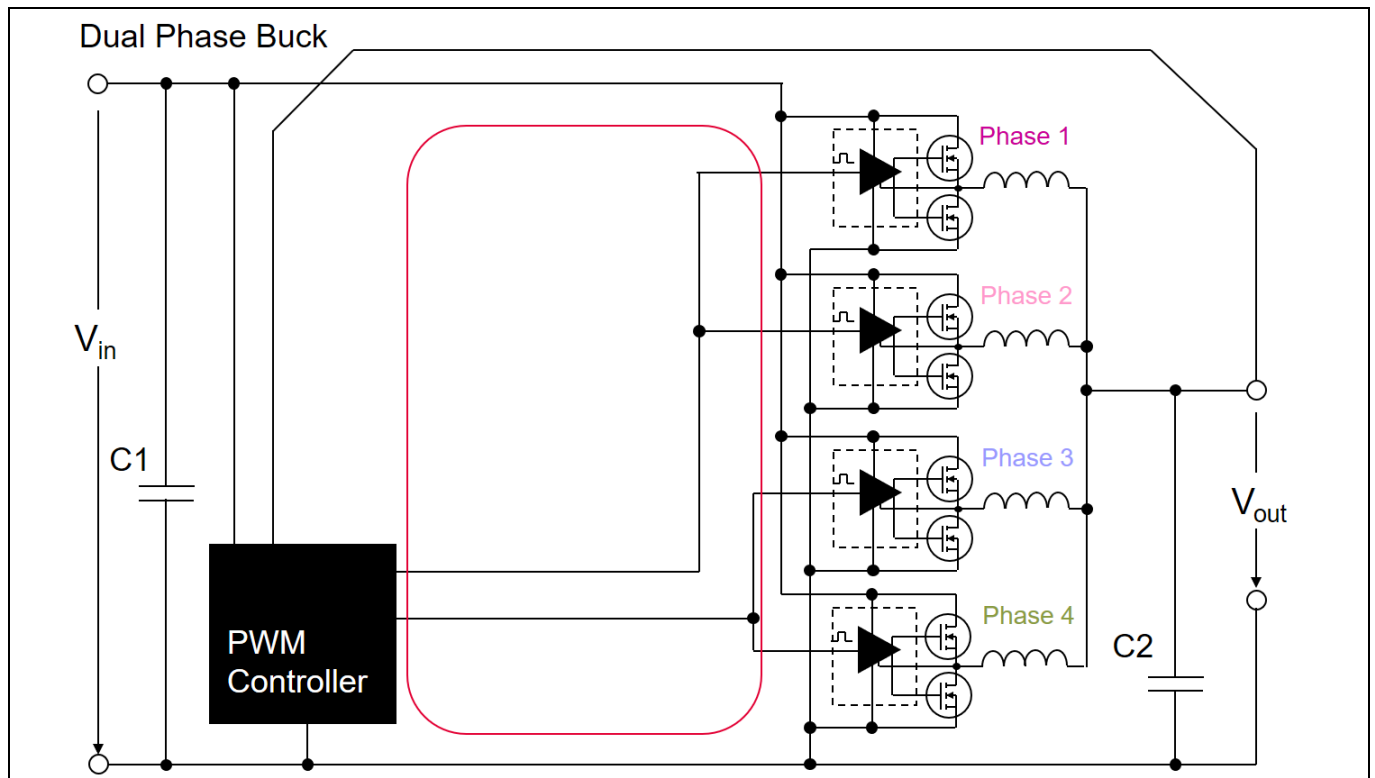 Dual Phase Buck
Phase 1
Phase 2
Vin
Phase 3
C1
Vout
Phase 4
PWM
Controller
C2